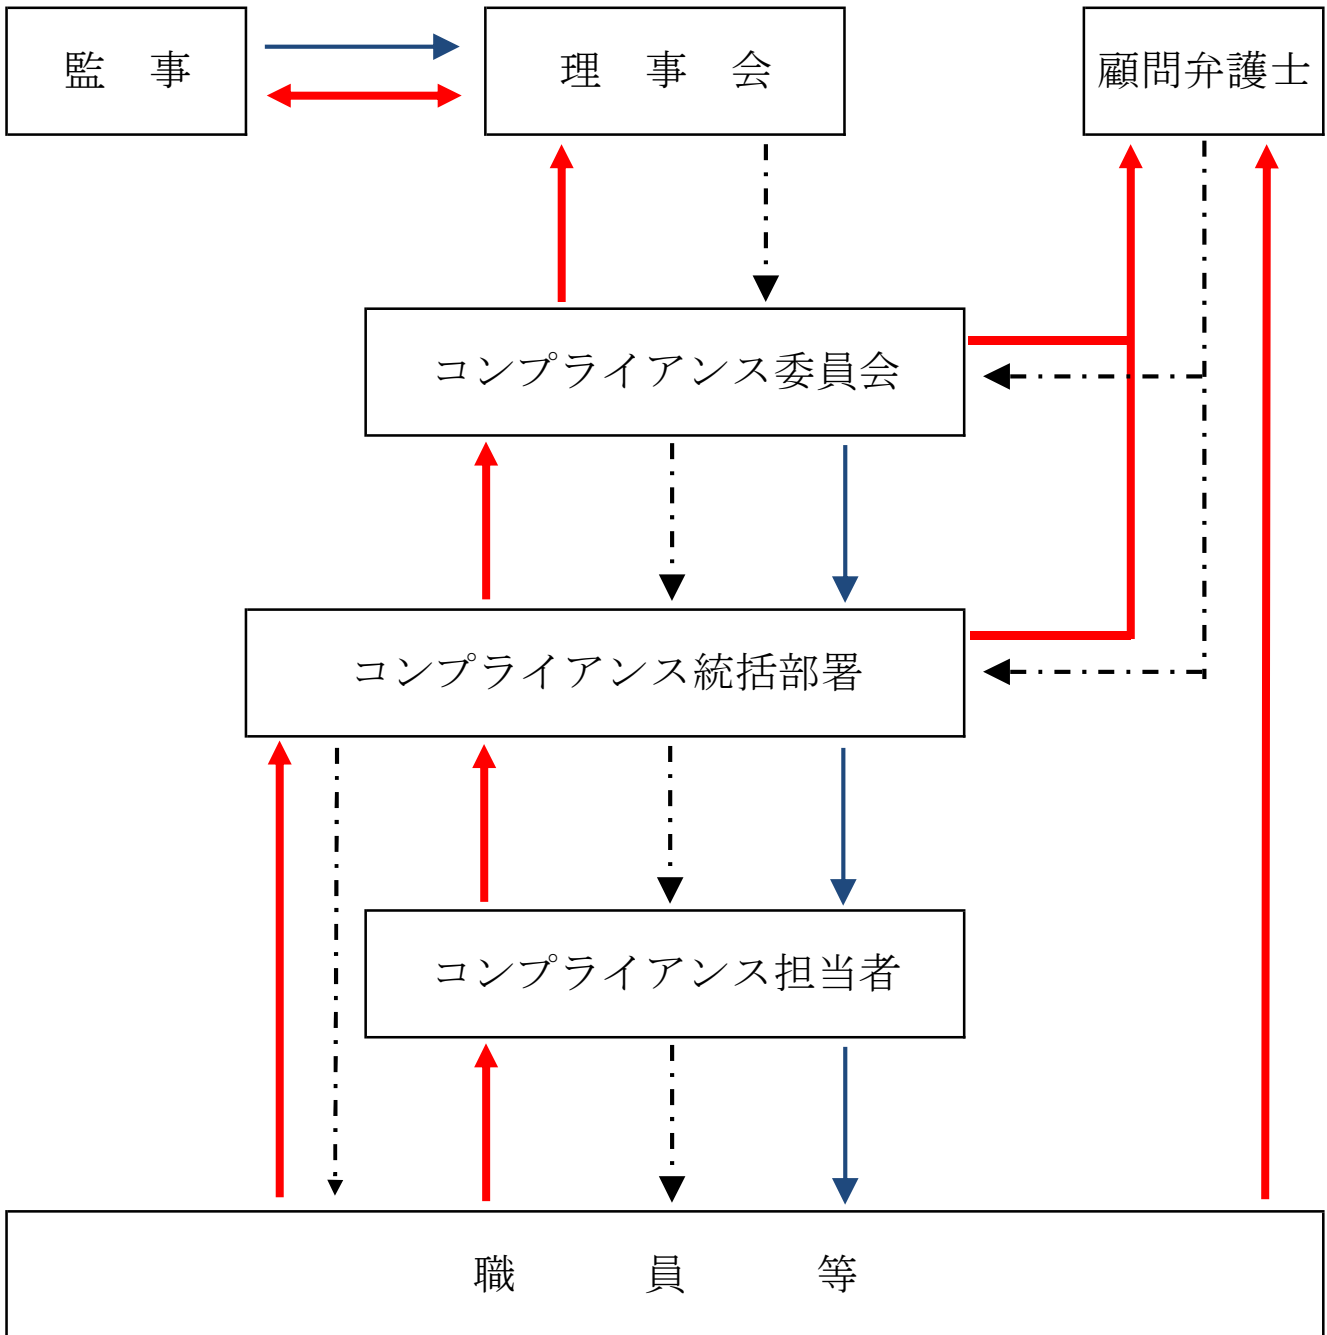 監　事
理　事　会
顧問弁護士
コンプライアンス委員会
コンプライアンス統括部署
コンプライアンス担当者
職　　　員　　　等